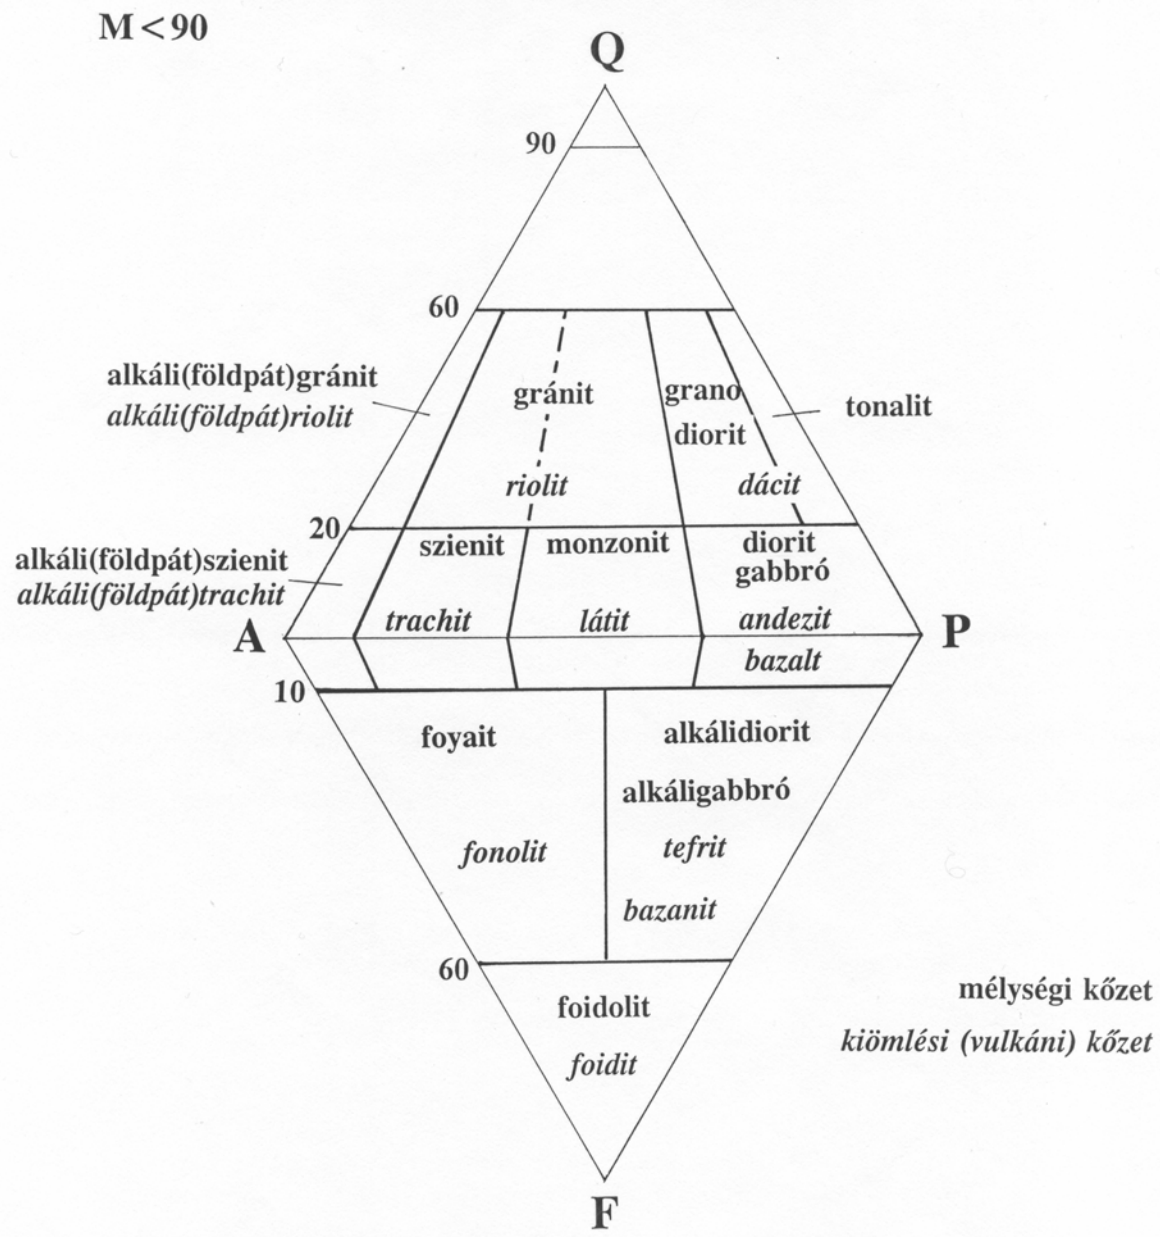 M < 90
Q
90
60
alkáli(földpát)gránit
alkáli(földpát)riolit
gránit
grano
diorit
tonalit
riolit
dácit
20
szienit
monzonit
diorit
gabbró
alkáli(földpát)szienit
alkáli(földpát)trachit
trachit
látit
andezit
A
P
bazalt
10
foyait
alkálidiorit
alkáligabbró
fonolit
tefrit
bazanit
60
foidolit
foidit
mélységi kőzet
kiömlési (vulkáni) kőzet
F